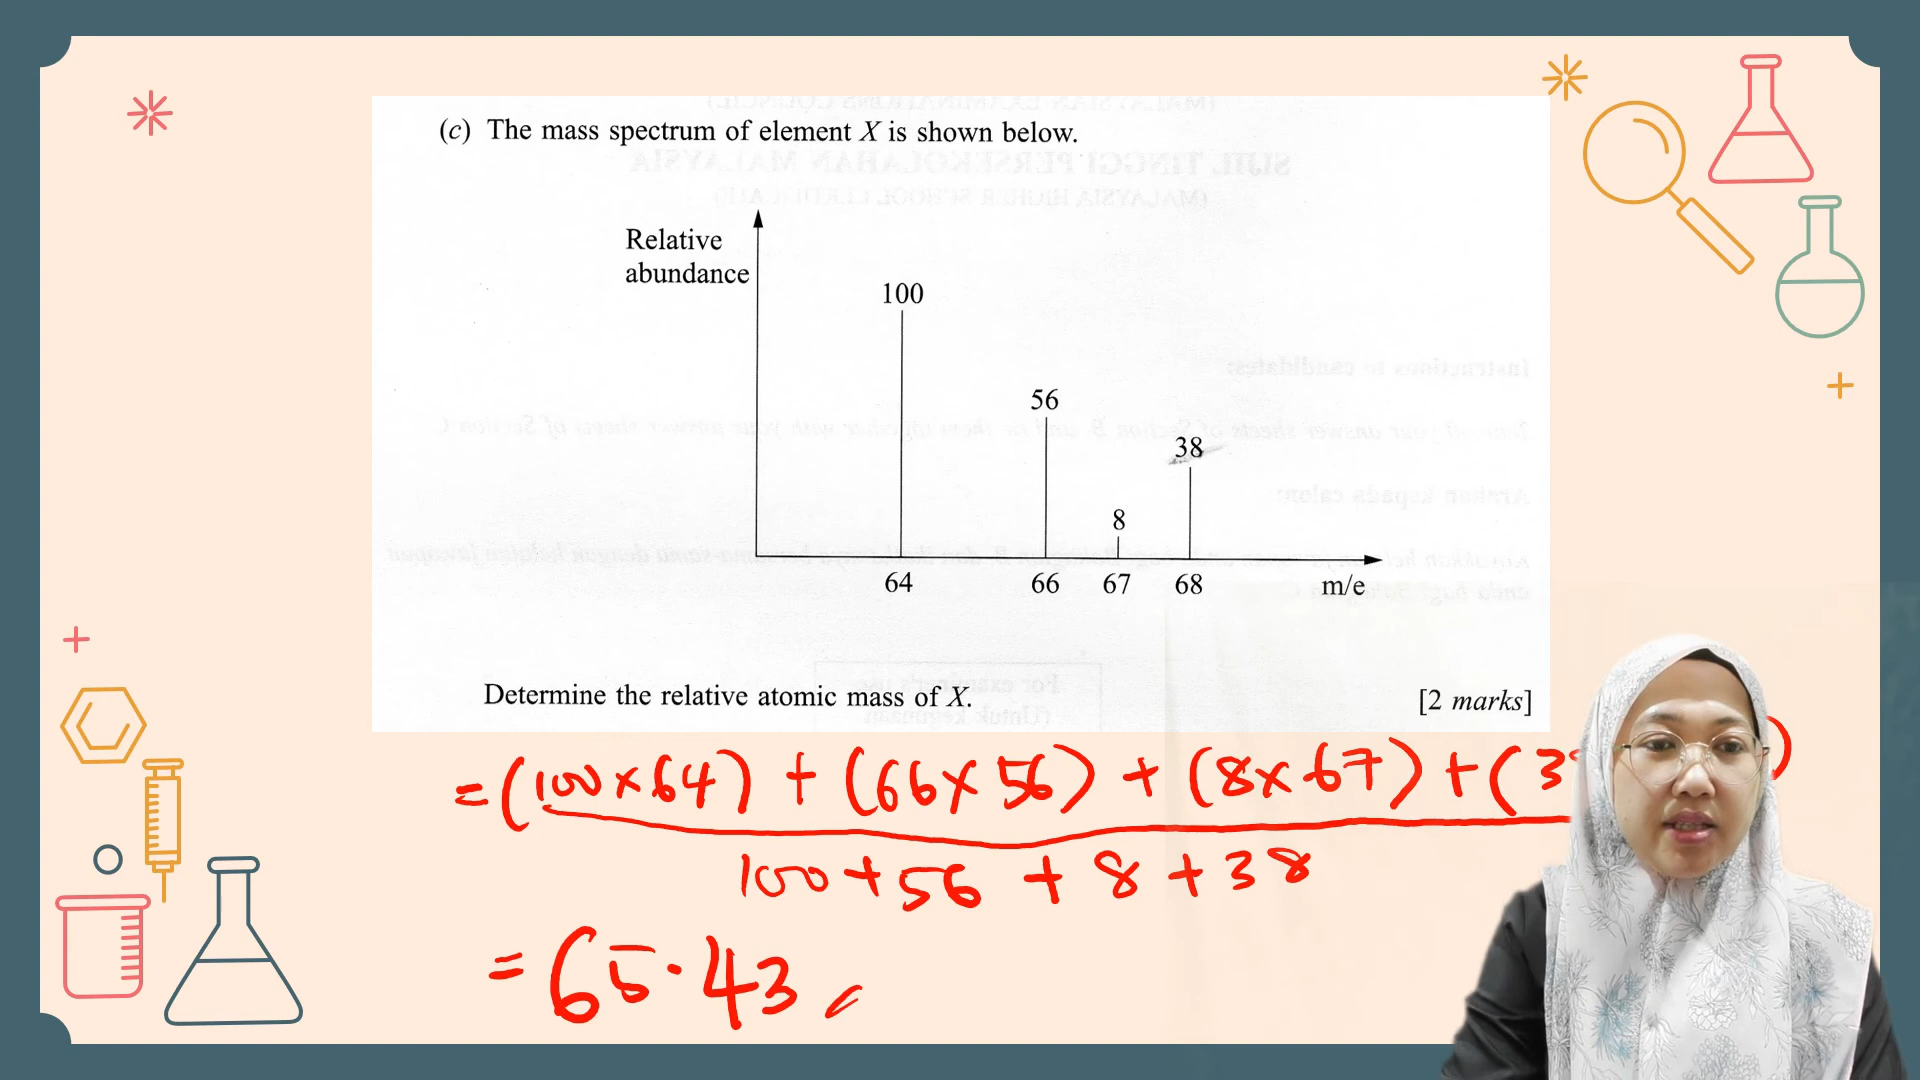 (c) The mass spectrum of element X is shown below.
Relative
abundance
100
56
38
8
64 66 67 68 m/e
Determine the relative atomic mass of X. [2 marks]
= (100 × 64) + (66 × 56) + (8 × 67) + (3
100 + 56 + 8 + 38
= 65.43